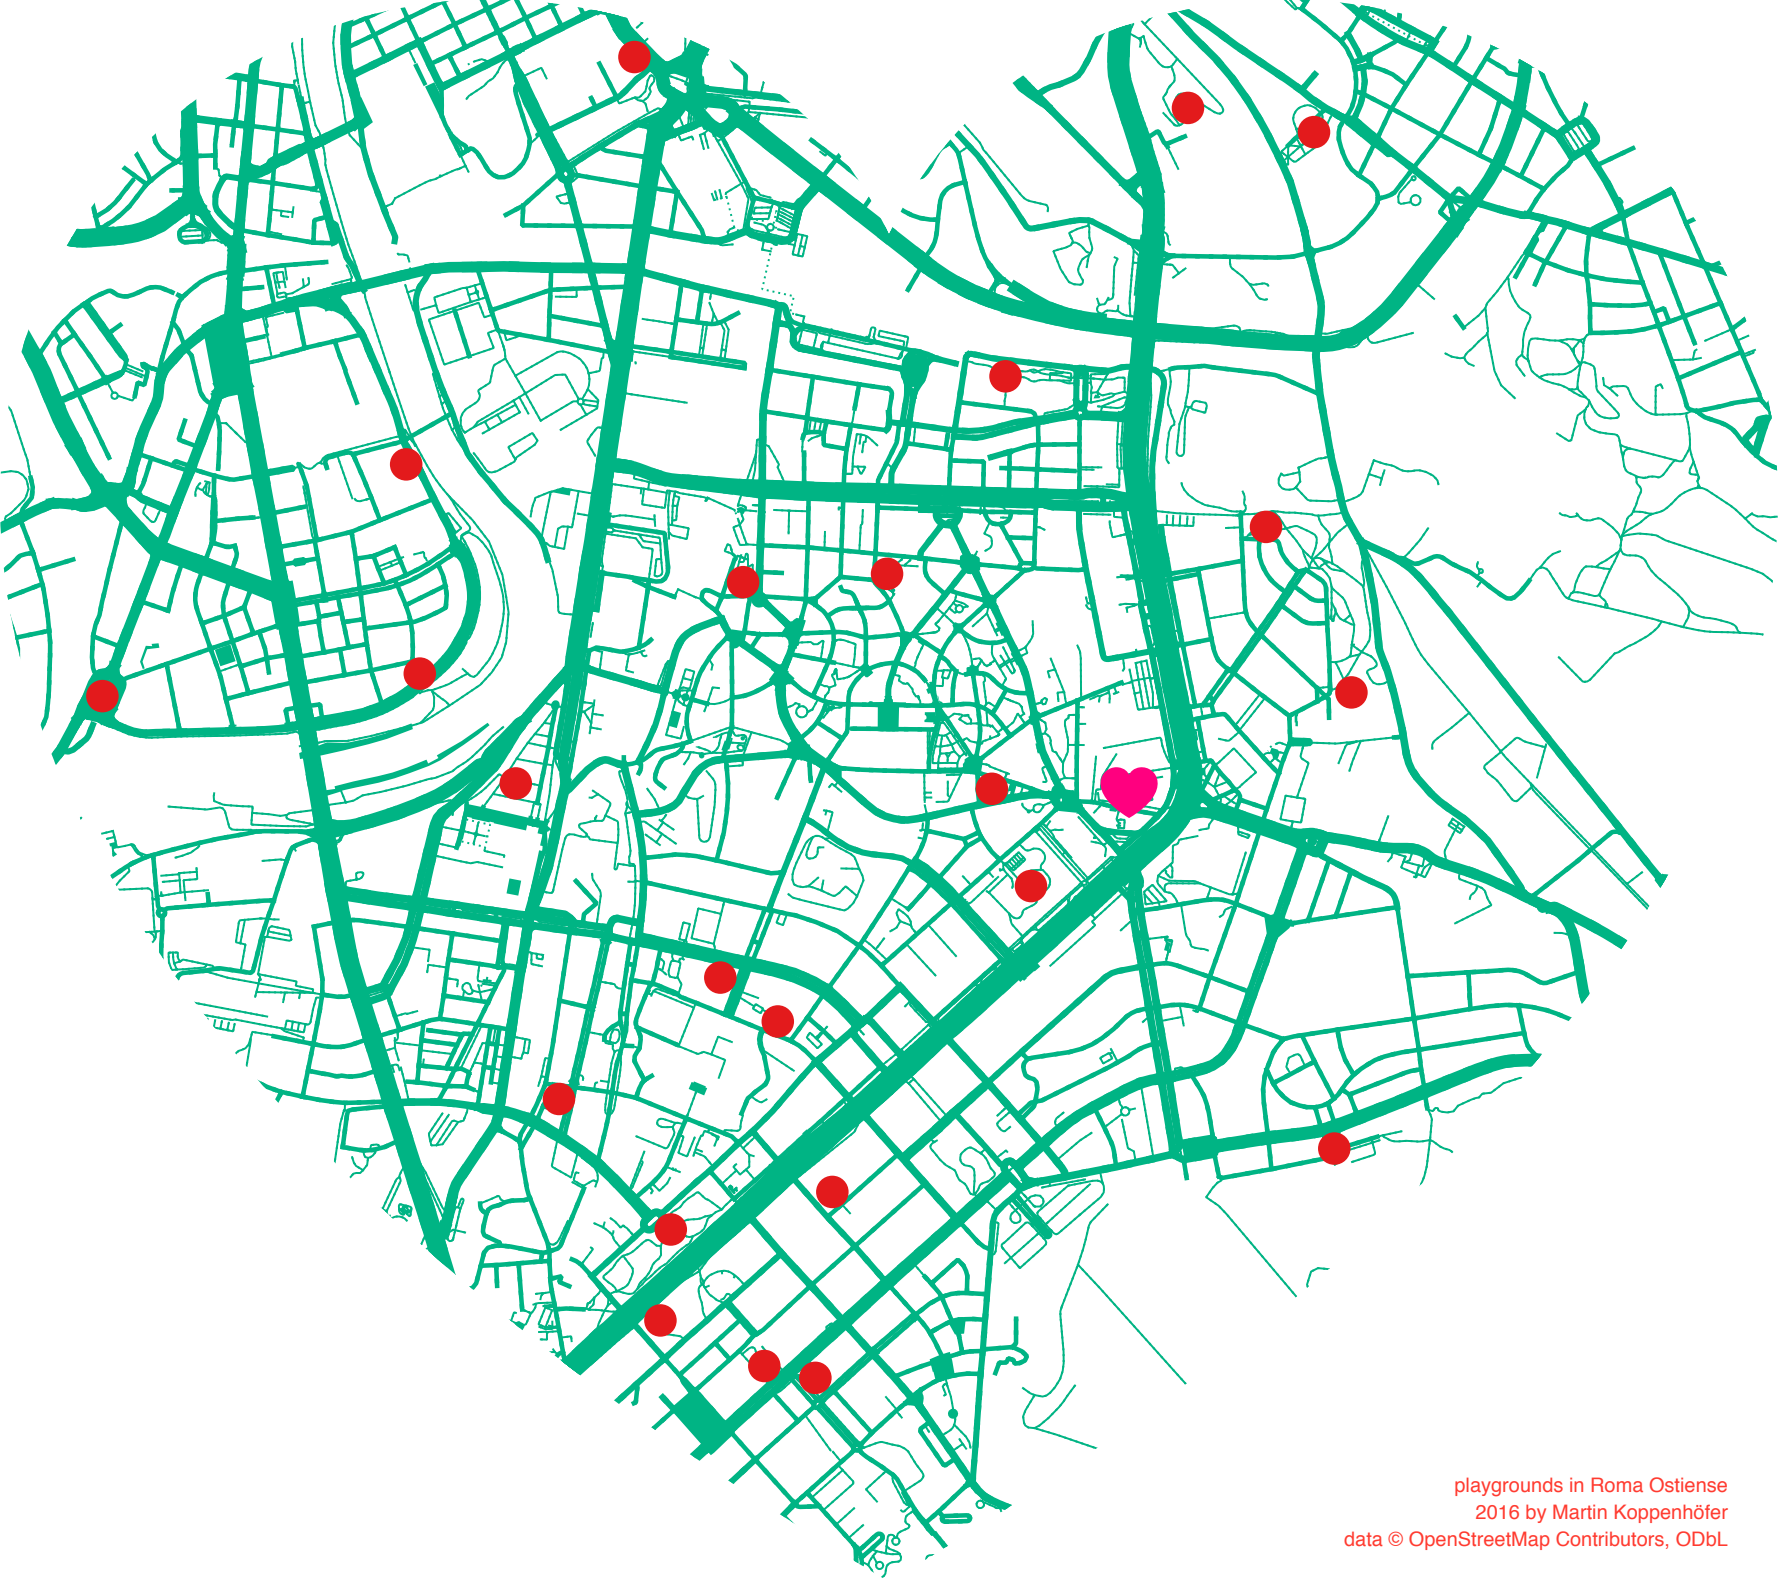 playgrounds in Roma Ostiense
2016 by Martin Koppenhöfer
data © OpenStreetMap Contributors, ODbL